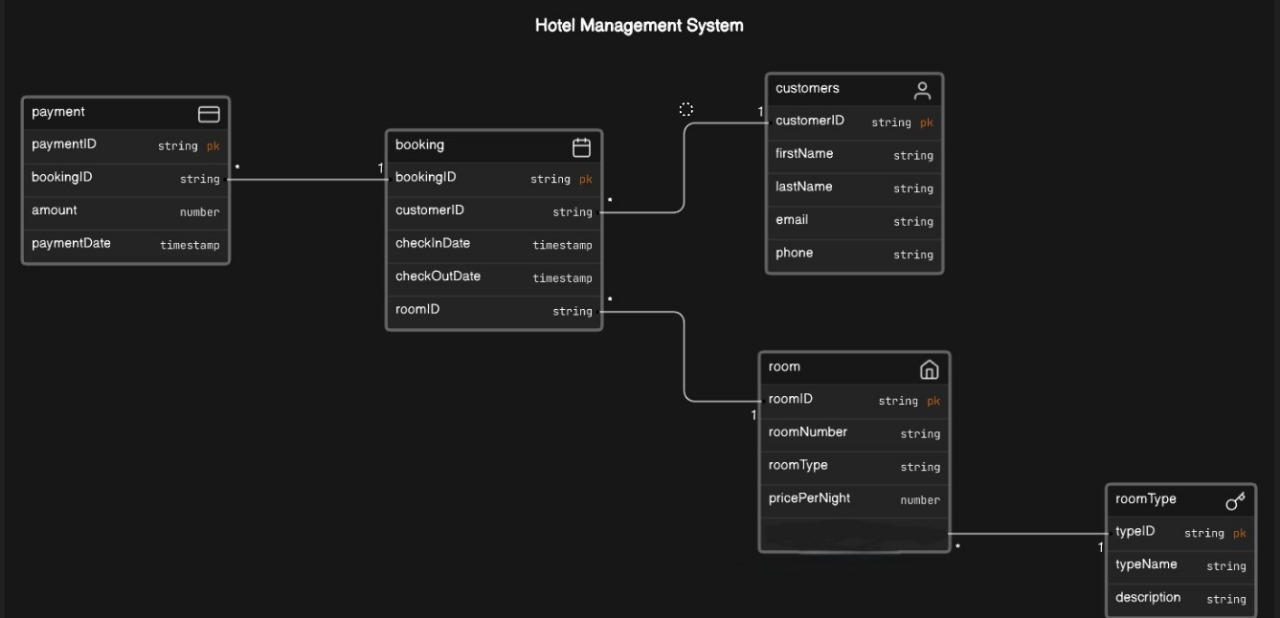 Hotel Management System
payment
paymentID string pk
bookingID string
amount number
paymentDate timestamp
*
1
booking
bookingID string pk
customerID string
checkInDate timestamp
checkOutDate timestamp
roomID string
*
1
*
1
customers
customerID string pk
firstName string
lastName string
email string
phone string
room
roomID string pk
roomNumber string
roomType string
pricePerNight number
*
1
roomType
typeID string pk
typeName string
description string